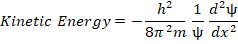 Kinetic Energy = − h² / 8π²m 1/ψ d²ψ / dx²